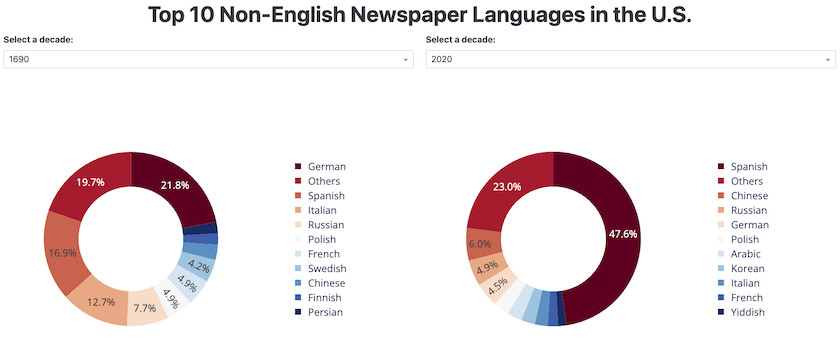 Top 10 Non-English Newspaper Languages in the U.S.
Select a decade:
1690
Select a decade:
2020
21.8%
19.7%
16.9%
12.7%
7.7%
4.9%
4.9%
4.2%
German
Others
Spanish
Italian
Russian
Polish
French
Swedish
Chinese
Finnish
Persian
47.6%
23.0%
6.0%
4.9%
4.5%
Spanish
Others
Chinese
Russian
German
Polish
Arabic
Korean
Italian
French
Yiddish